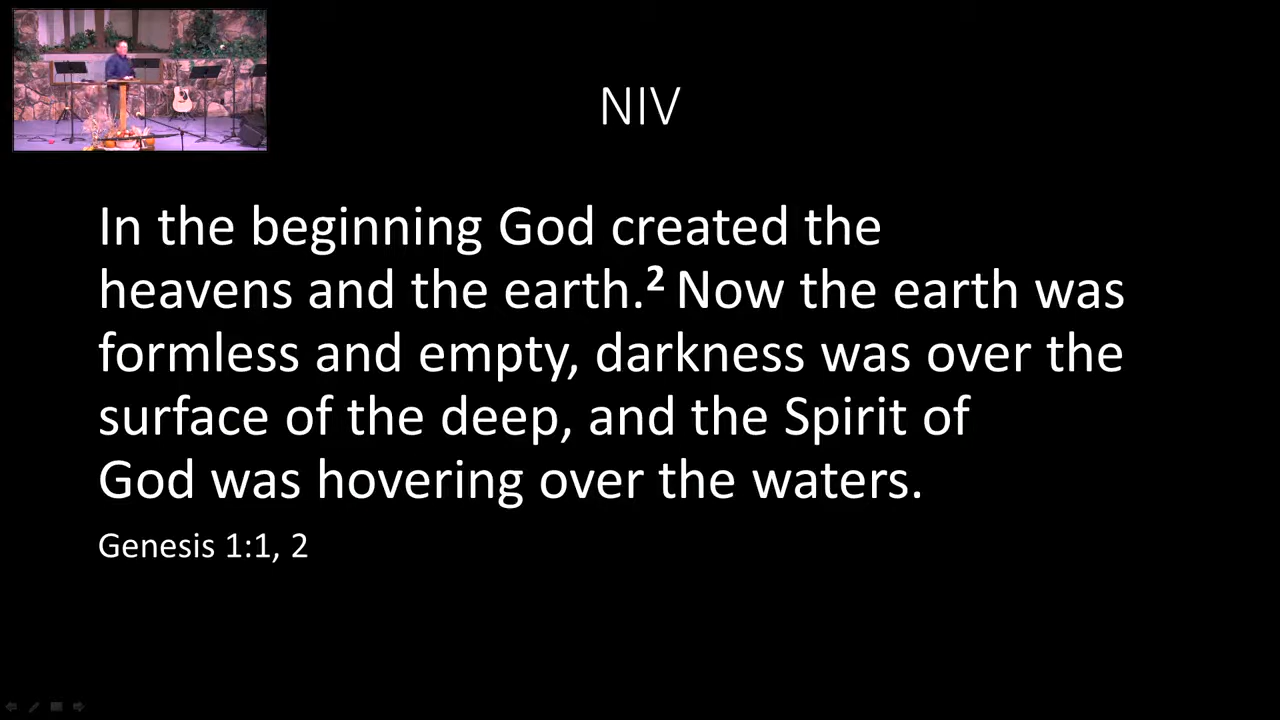 NIV
In the beginning God created the
heavens and the earth.² Now the earth was
formless and empty, darkness was over the
surface of the deep, and the Spirit of
God was hovering over the waters.
Genesis 1:1, 2